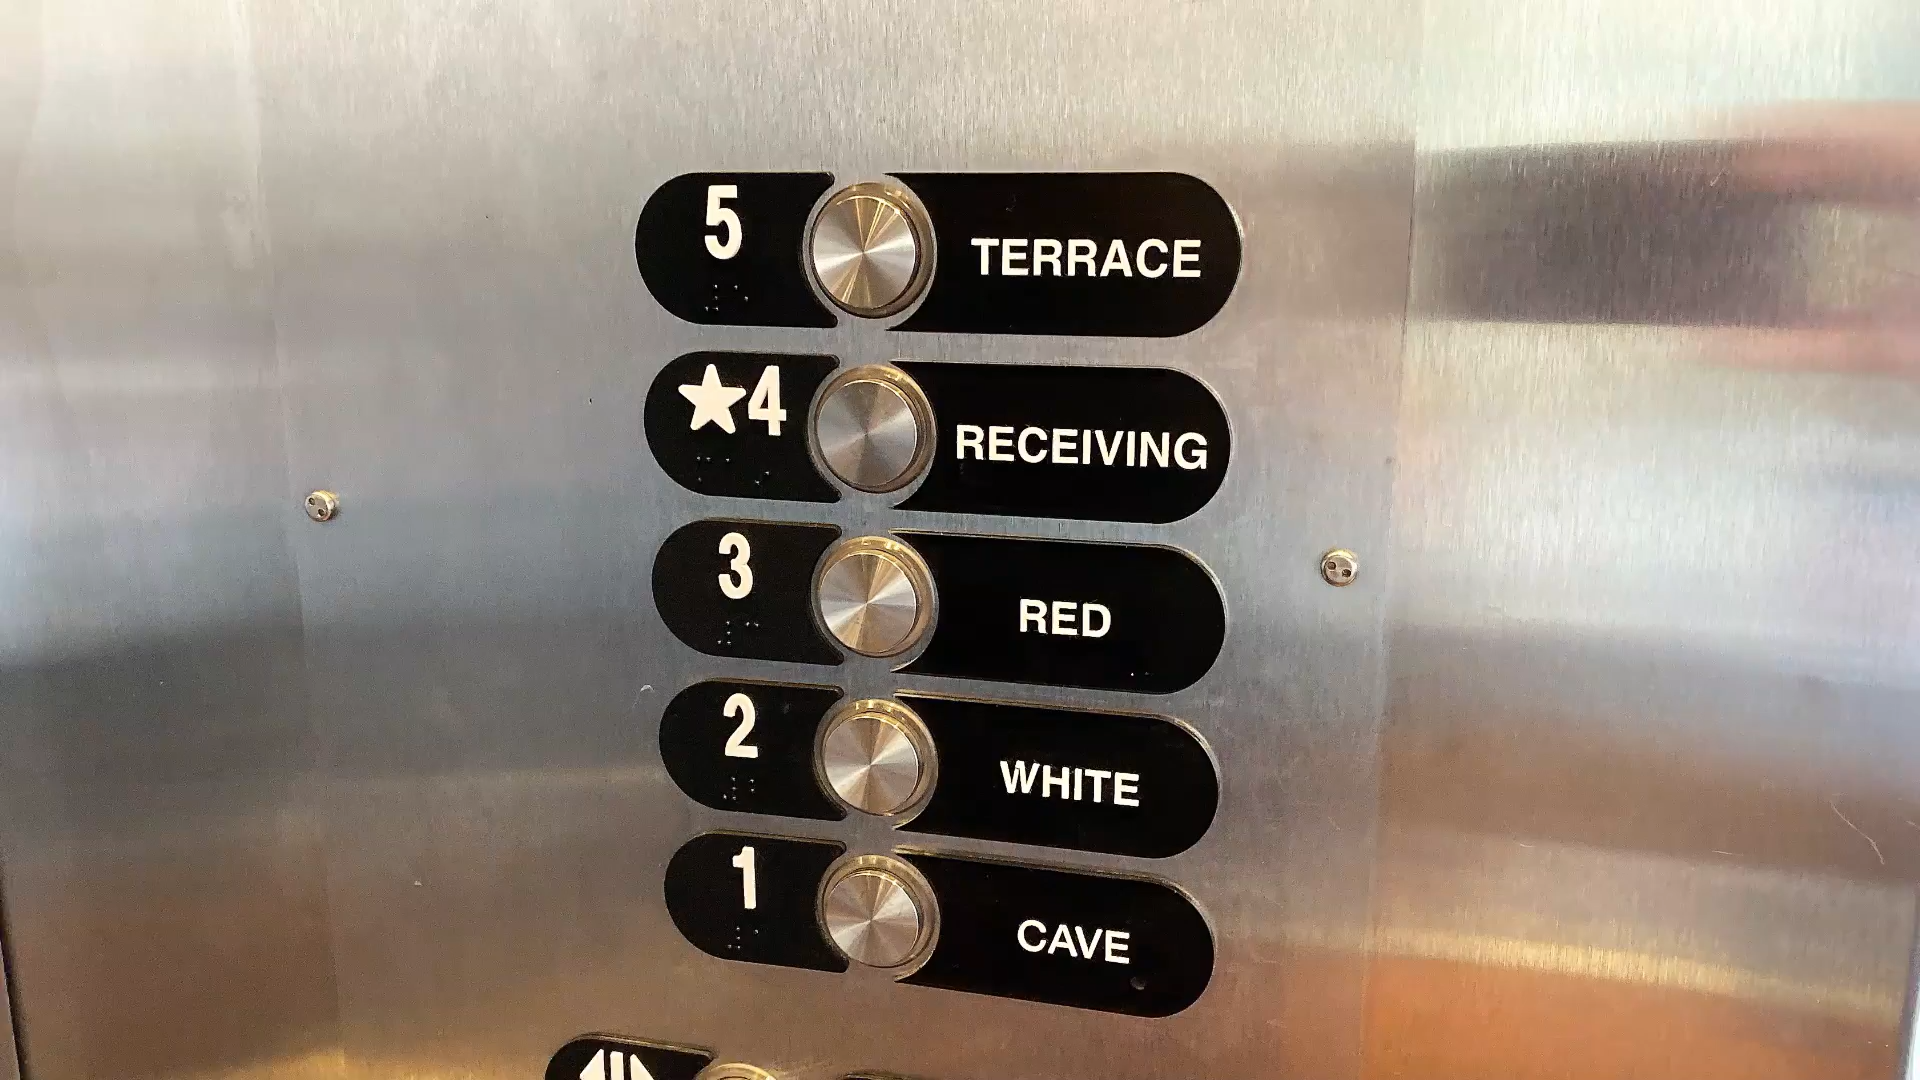 5 TERRACE
★4 RECEIVING
3 RED
2 WHITE
1 CAVE